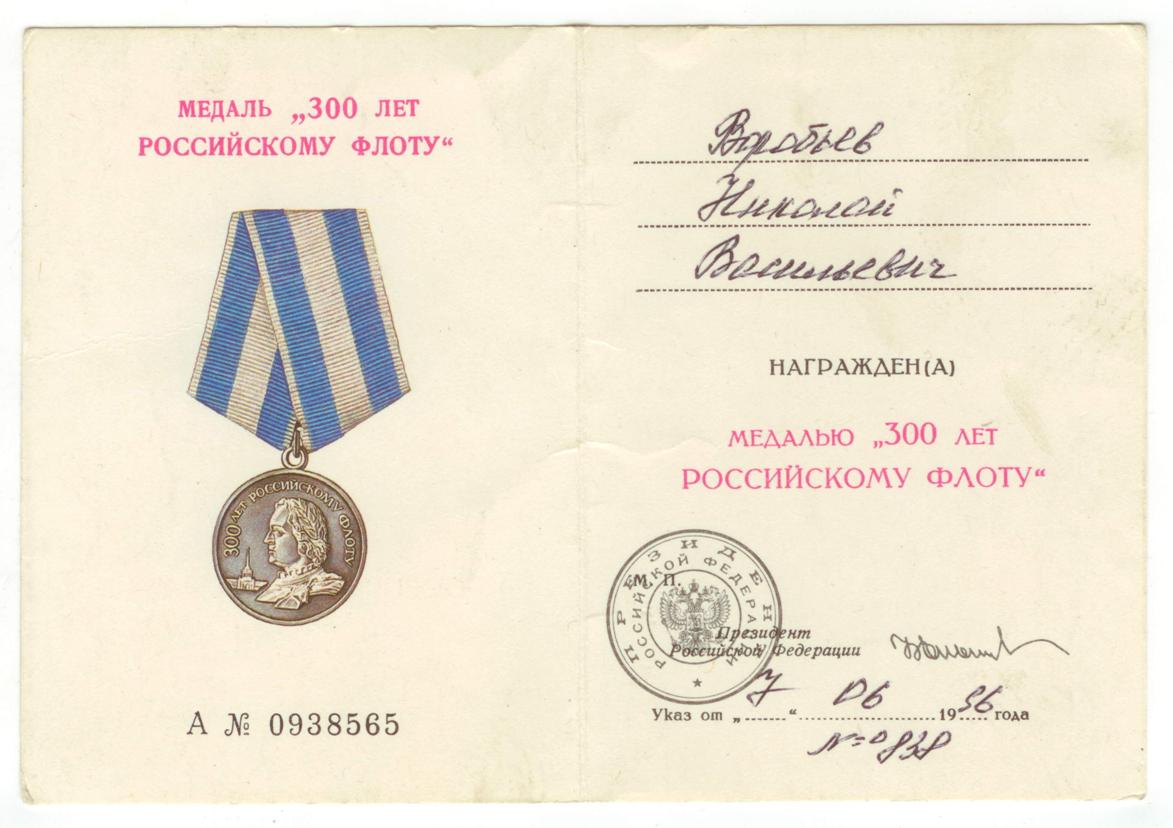 МЕДАЛЬ „300 ЛЕТ
РОССИЙСКОМУ ФЛОТУ“
300 ЛЕТ РОССИЙСКОМУ ФЛОТУ
А № 0938565
Воробьев
Николай
Васильевич
НАГРАЖДЕН(А)
МЕДАЛЬЮ „300 ЛЕТ
РОССИЙСКОМУ ФЛОТУ“
ПРЕЗИДЕНТ
РОССИЙСКОЙ ФЕДЕРАЦИИ
М. П.
Президент
Российской Федерации
Указ от „7“ 06 1996 года
№ 838